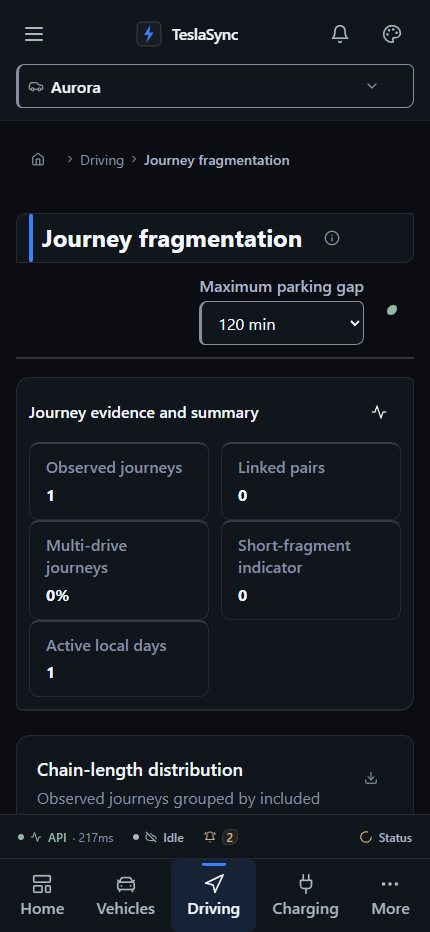 TeslaSync
Aurora
Driving
Journey fragmentation
Journey fragmentation
Maximum parking gap
120 min
Journey evidence and summary
Observed journeys
1
Linked pairs
0
Multi-drive
journeys
0%
Short-fragment
indicator
0
Active local days
1
Chain-length distribution
Observed journeys grouped by included
API · 217ms
Idle
2
Status
Home
Vehicles
Driving
Charging
More